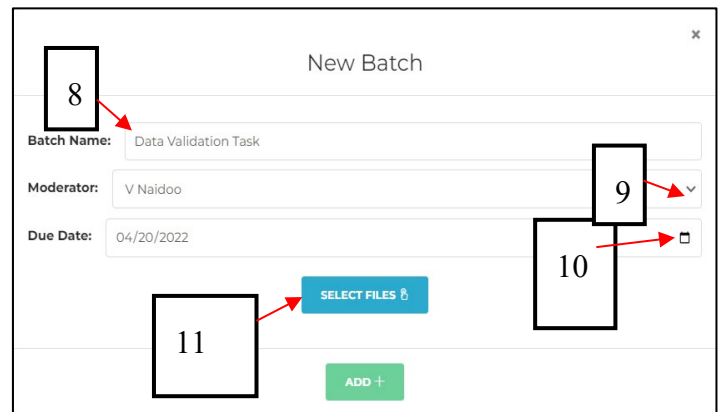 ×
New Batch
8
Batch Name: Data Validation Task
Moderator: V Naidoo
9
Due Date: 04/20/2022
10
SELECT FILES
11
ADD +